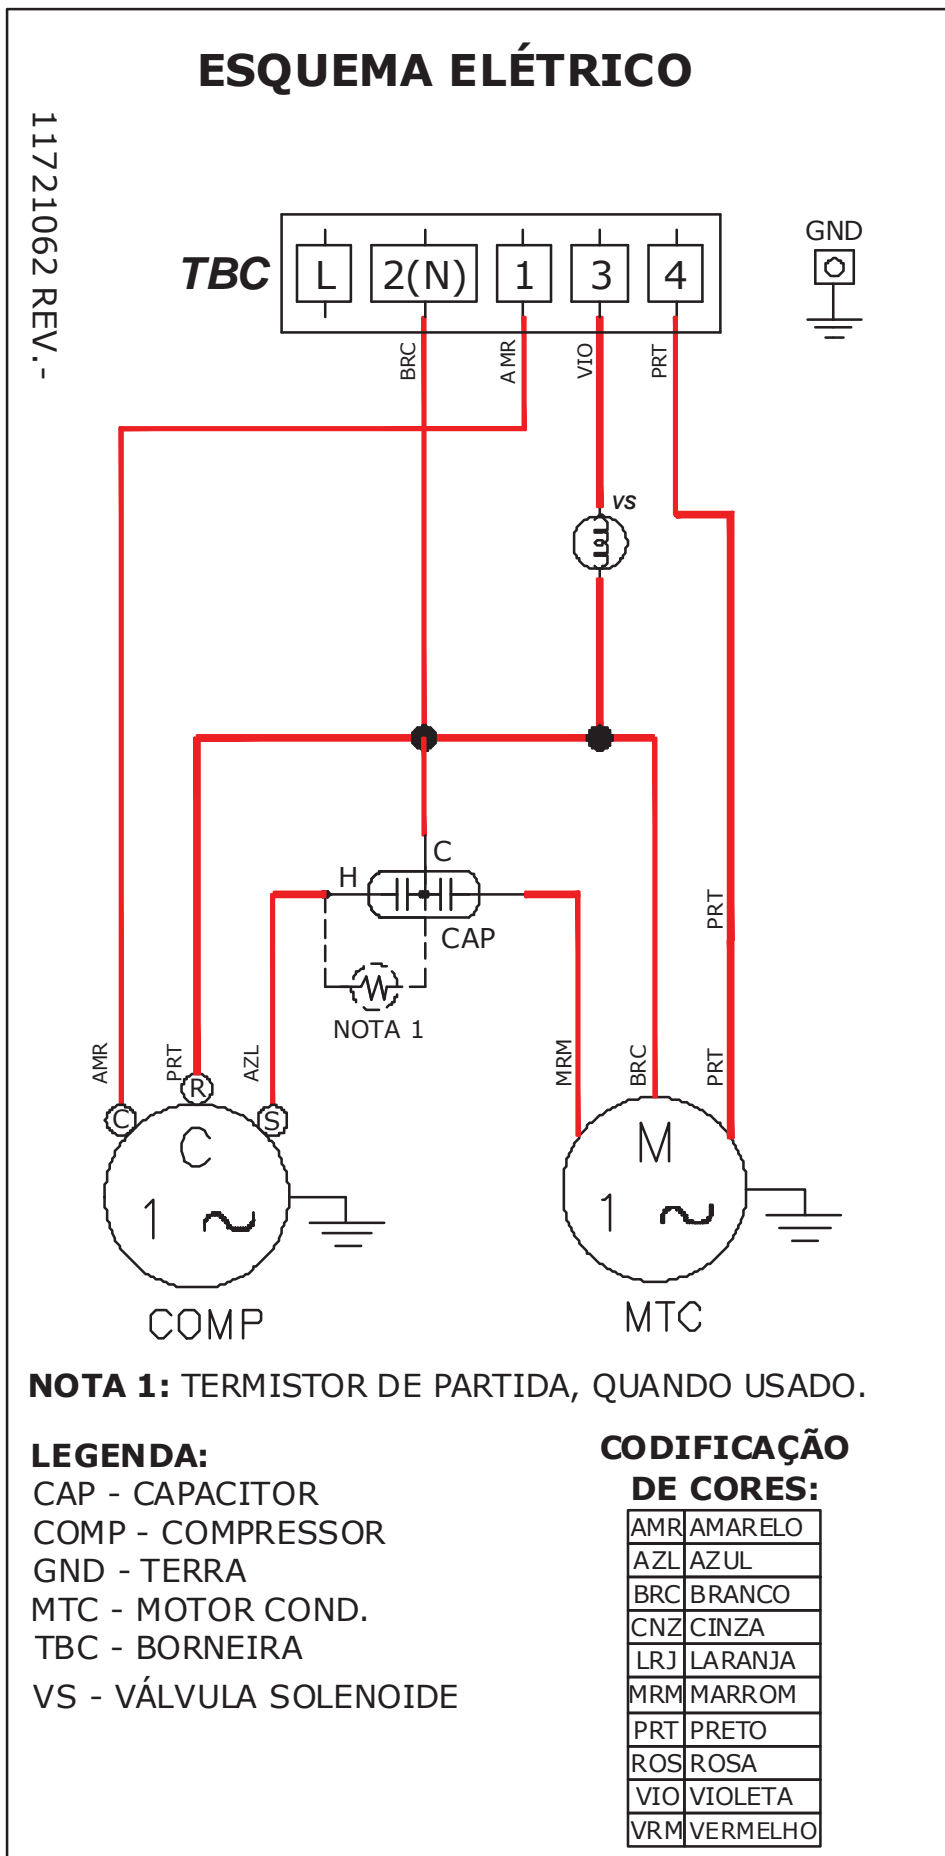 ESQUEMA ELÉTRICO
11721062 REV.-
TBC
L
2(N)
1
3
4
GND
BRC
AMR
VIO
PRT
VS
C
H
CAP
PRT
NOTA 1
AMR
PRT
AZL
MRM
BRC
PRT
R
C
S
C
M
1
1
COMP
MTC
NOTA 1: TERMISTOR DE PARTIDA, QUANDO USADO.
LEGENDA:
CAP - CAPACITOR
COMP - COMPRESSOR
GND - TERRA
MTC - MOTOR COND.
TBC - BORNEIRA
VS - VÁLVULA SOLENOIDE
CODIFICAÇÃO
DE CORES:
AMR AMARELO
AZL AZUL
BRC BRANCO
CNZ CINZA
LRJ LARANJA
MRM MARROM
PRT PRETO
ROS ROSA
VIO VIOLETA
VRM VERMELHO